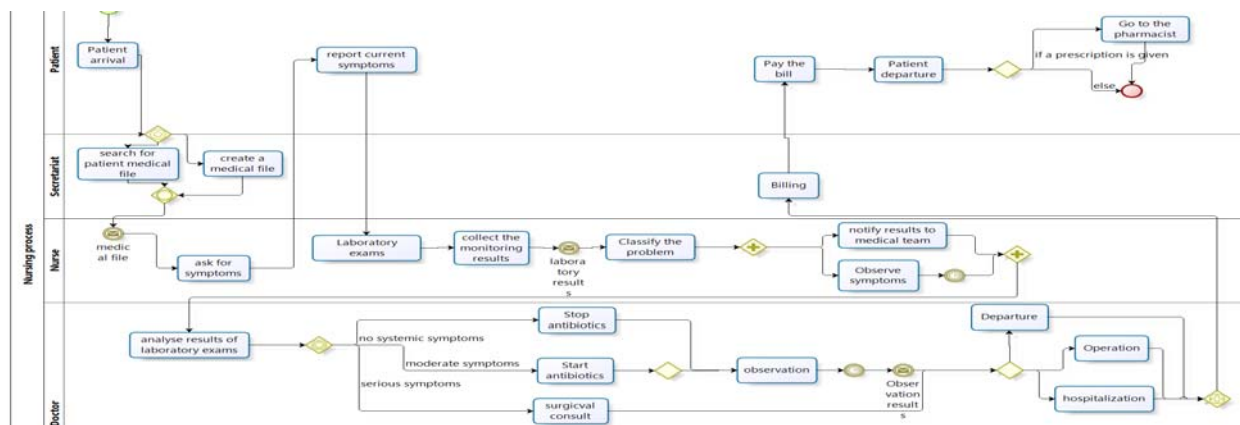 Nursing process
Patient
Patient
arrival
report current
symptoms
Pay the
bill
Patient
departure
Go to the
pharmacist
if a prescription is given
else
Secretariat
search for
patient medical
file
create a
medical file
Billing
Nurse
medic
al file
ask for
symptoms
Laboratory
exams
collect the
monitoring
results
labora
tory
result
s
Classify the
problem
notify results to
medical team
Observe
symptoms
Doctor
analyse results of
laboratory exams
no systemic symptoms
moderate symptoms
serious symptoms
Stop
antibiotics
Start
antibiotics
surgicval
consult
observation
Obser
vation
result
s
Departure
Operation
hospitalization